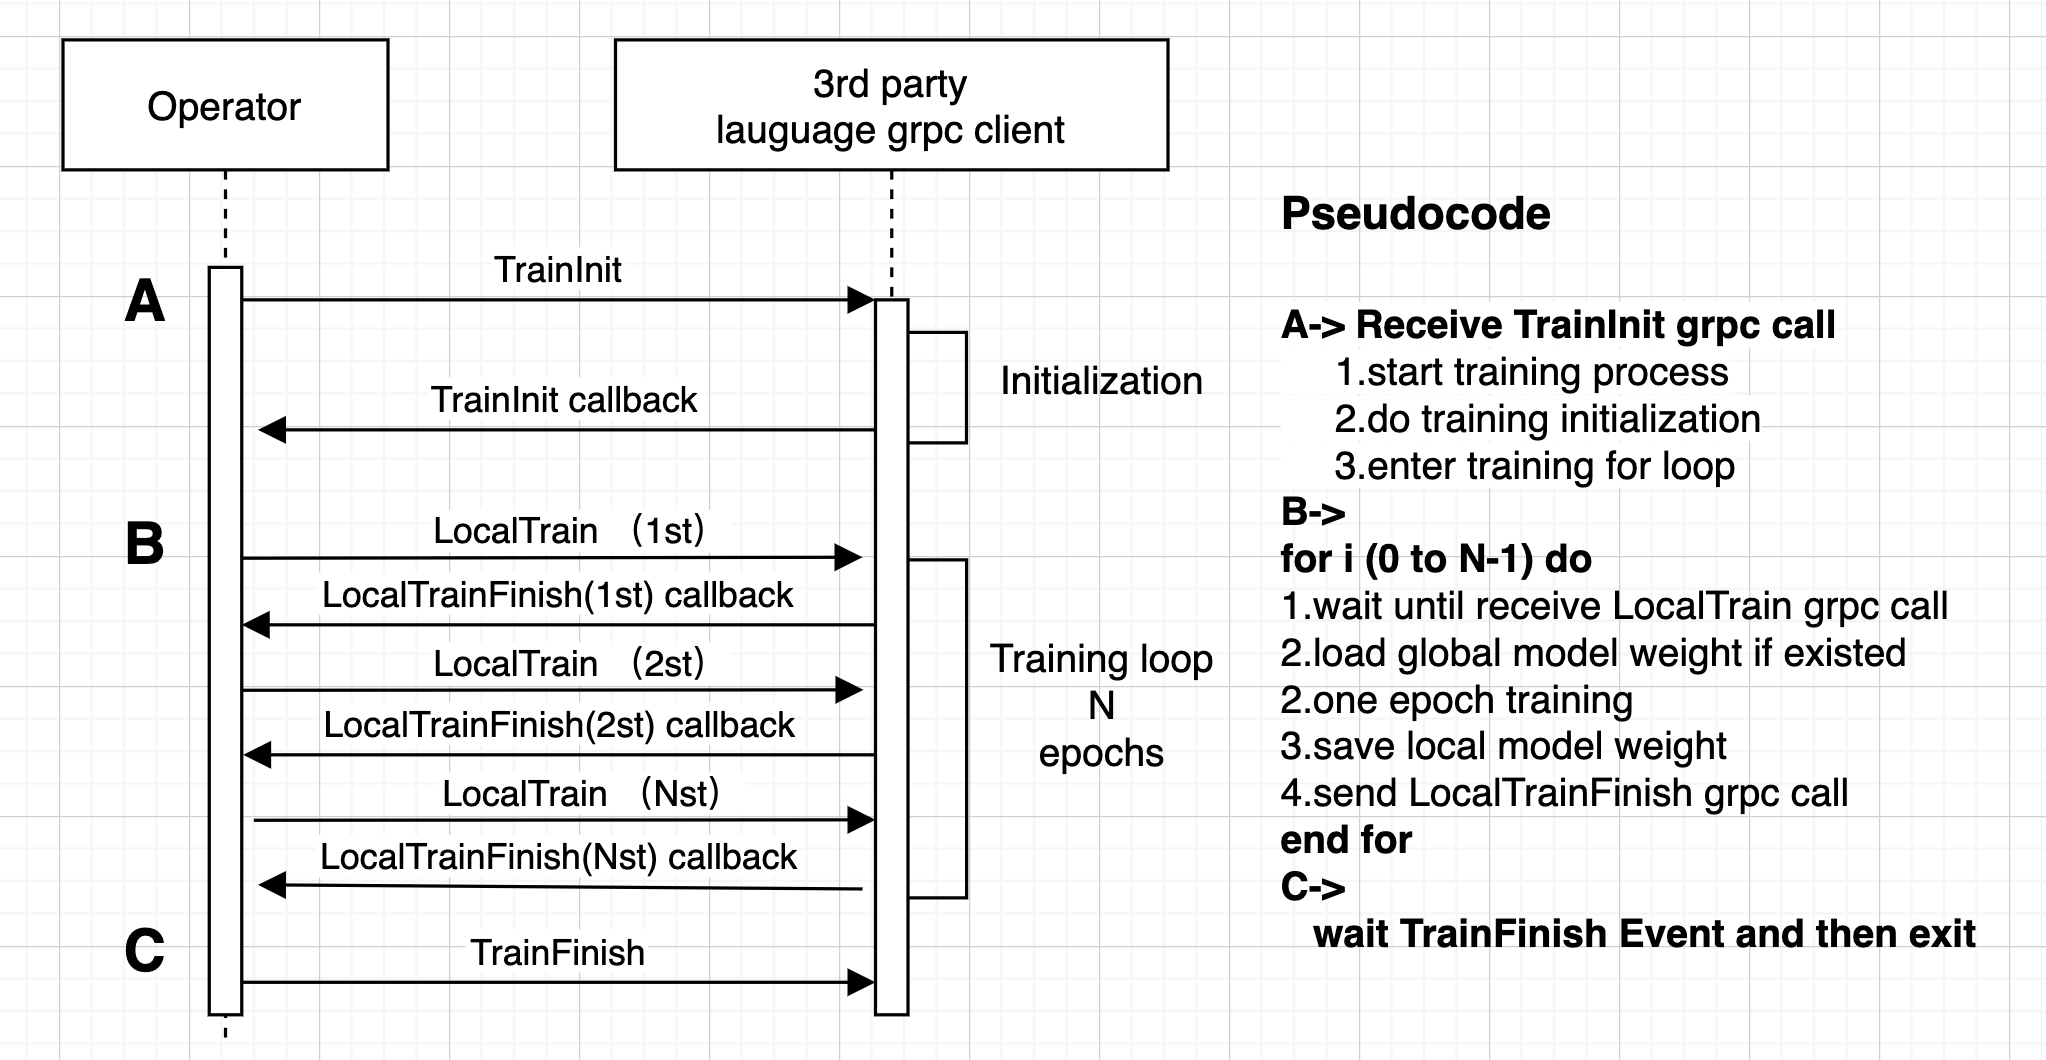 Operator
3rd party
lauguage grpc client
A
TrainInit
Initialization
TrainInit callback
B
LocalTrain （1st）
LocalTrainFinish(1st) callback
LocalTrain （2st）
LocalTrainFinish(2st) callback
LocalTrain （Nst）
LocalTrainFinish(Nst) callback
Training loop
N
epochs
C
TrainFinish
Pseudocode
A-> Receive TrainInit grpc call
1.start training process
2.do training initialization
3.enter training for loop
B->
for i (0 to N-1) do
1.wait until receive LocalTrain grpc call
2.load global model weight if existed
2.one epoch training
3.save local model weight
4.send LocalTrainFinish grpc call
end for
C->
wait TrainFinish Event and then exit